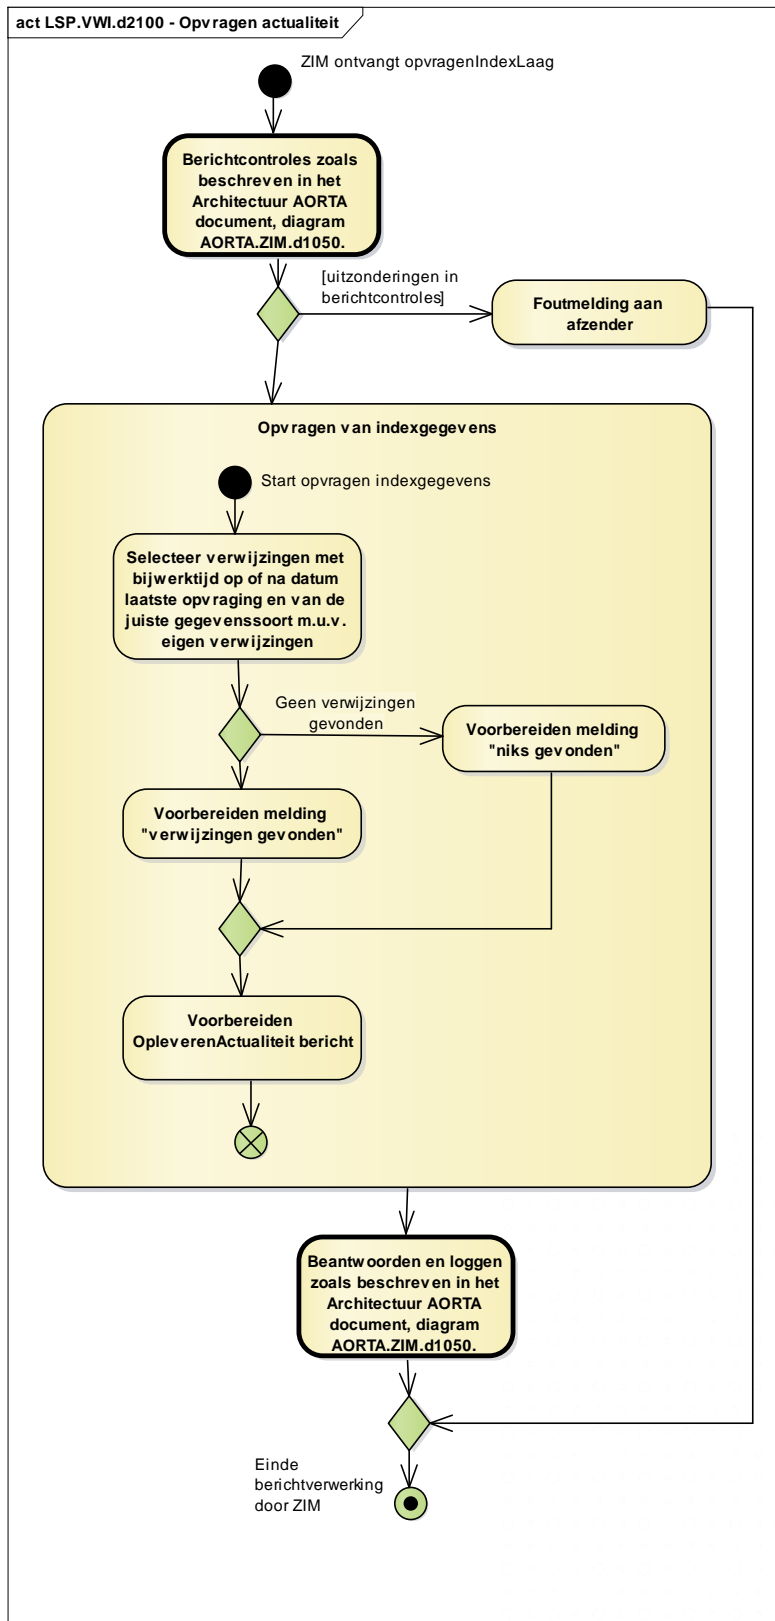 act LSP.VWI.d2100 - Opvragen actualiteit
ZIM ontvangt opvragenIndexLaag
Berichtcontroles zoals
beschreven in het
Architectuur AORTA
document, diagram
AORTA.ZIM.d1050.
[uitzonderingen in
berichtcontroles]
Foutmelding aan
afzender
Opvragen van indexgegevens
Start opvragen indexgegevens
Selecteer verwijzingen met
bijwerktijd op of na datum
laatste opvraging en van de
juiste gegevenssoort m.u.v.
eigen verwijzingen
Geen verwijzingen
gevonden
Voorbereiden melding
"niks gevonden"
Voorbereiden melding
"verwijzingen gevonden"
Voorbereiden
OpleverenActualiteit bericht
Beantwoorden en loggen
zoals beschreven in het
Architectuur AORTA
document, diagram
AORTA.ZIM.d1050.
Einde
berichtverwerking
door ZIM